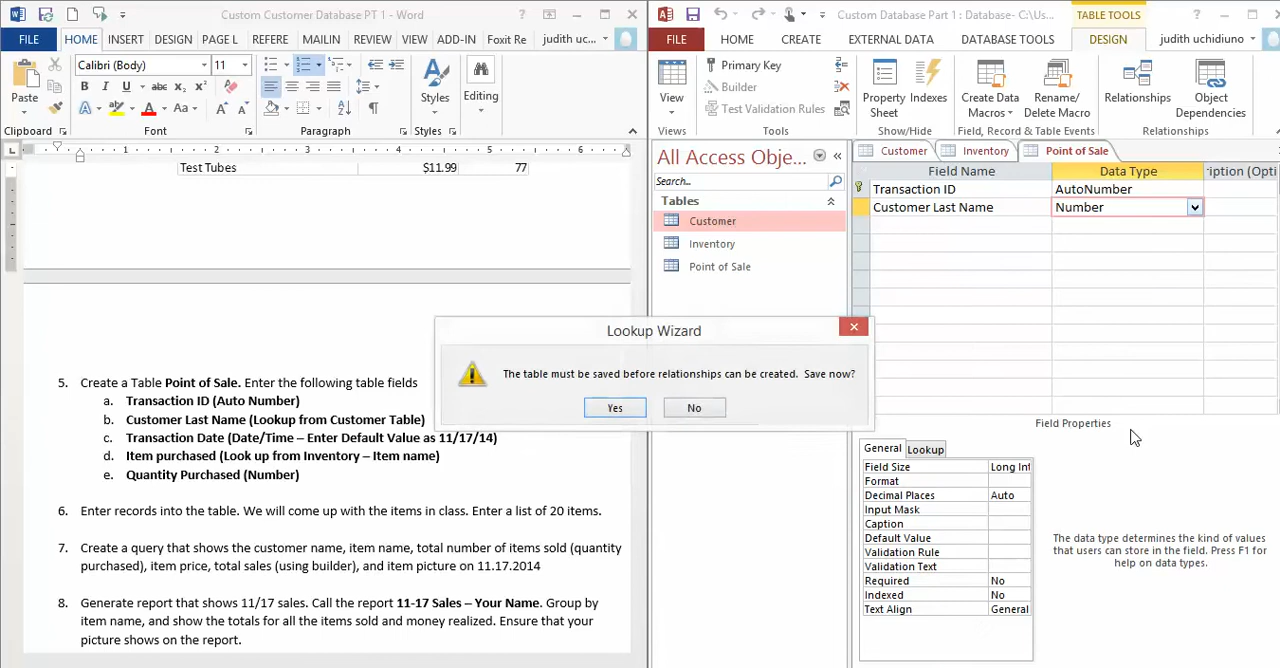 Custom Customer Database PT 1 - Word
FILE HOME INSERT DESIGN PAGE L REFERE MAILIN REVIEW VIEW ADD-IN Foxit Re judith uc...
Calibri (Body) 11
Paste
B I U abc x₂ x²
Aa A A
Styles Editing
Clipboard Font Paragraph Styles
1 2 3 4 5 6
Test Tubes $11.99 77
5. Create a Table Point of Sale. Enter the following table fields
a. Transaction ID (Auto Number)
b. Customer Last Name (Lookup from Customer Table)
c. Transaction Date (Date/Time – Enter Default Value as 11/17/14)
d. Item purchased (Look up from Inventory – Item name)
e. Quantity Purchased (Number)
6. Enter records into the table. We will come up with the items in class. Enter a list of 20 items.
7. Create a query that shows the customer name, item name, total number of items sold (quantity
purchased), item price, total sales (using builder), and item picture on 11.17.2014
8. Generate report that shows 11/17 sales. Call the report 11-17 Sales – Your Name. Group by
item name, and show the totals for all the items sold and money realized. Ensure that your
picture shows on the report.
Custom Database Part 1 : Database- C:\Us...
TABLE TOOLS
FILE HOME CREATE EXTERNAL DATA DATABASE TOOLS DESIGN judith uchidiuno
View
Primary Key
Builder
Test Validation Rules
Property Sheet
Indexes
Create Data Macros
Rename/ Delete Macro
Relationships
Object Dependencies
Views Tools Show/Hide Field, Record & Table Events Relationships
All Access Obje...
Search...
Tables
Customer
Inventory
Point of Sale
Customer Inventory Point of Sale
Field Name Data Type ription (Opti
Transaction ID AutoNumber
Customer Last Name Number
Lookup Wizard
The table must be saved before relationships can be created. Save now?
Yes No
Field Properties
General Lookup
Field Size Long Int
Format
Decimal Places Auto
Input Mask
Caption
Default Value
Validation Rule
Validation Text
Required No
Indexed No
Text Align General
The data type determines the kind of values
that users can store in the field. Press F1 for
help on data types.